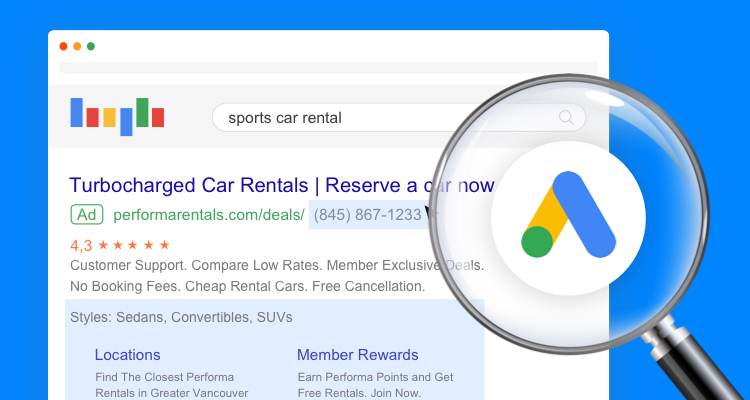 sports car rental
Turbocharged Car Rentals | Reserve a car now
Ad performarentals.com/deals/ (845) 867-1233
4,3 ★ ★ ★ ★ ★
Customer Support. Compare Low Rates. Member Exclusive Deals.
No Booking Fees. Cheap Rental Cars. Free Cancellation.
Styles: Sedans, Convertibles, SUVs
Locations
Find The Closest Performa
Rentals in Greater Vancouver
Member Rewards
Earn Performa Points and Get
Free Rentals. Join Now.